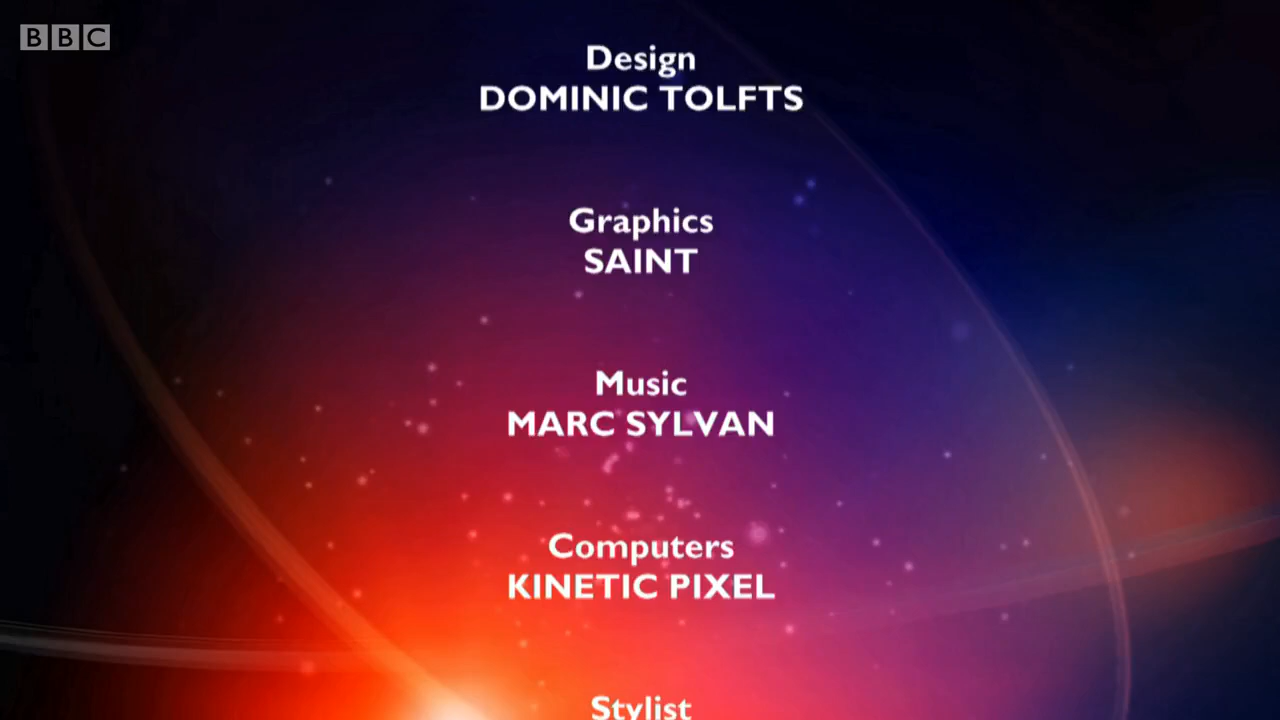 BBC
Design
DOMINIC TOLFTS
Graphics
SAINT
Music
MARC SYLVAN
Computers
KINETIC PIXEL
Stylist